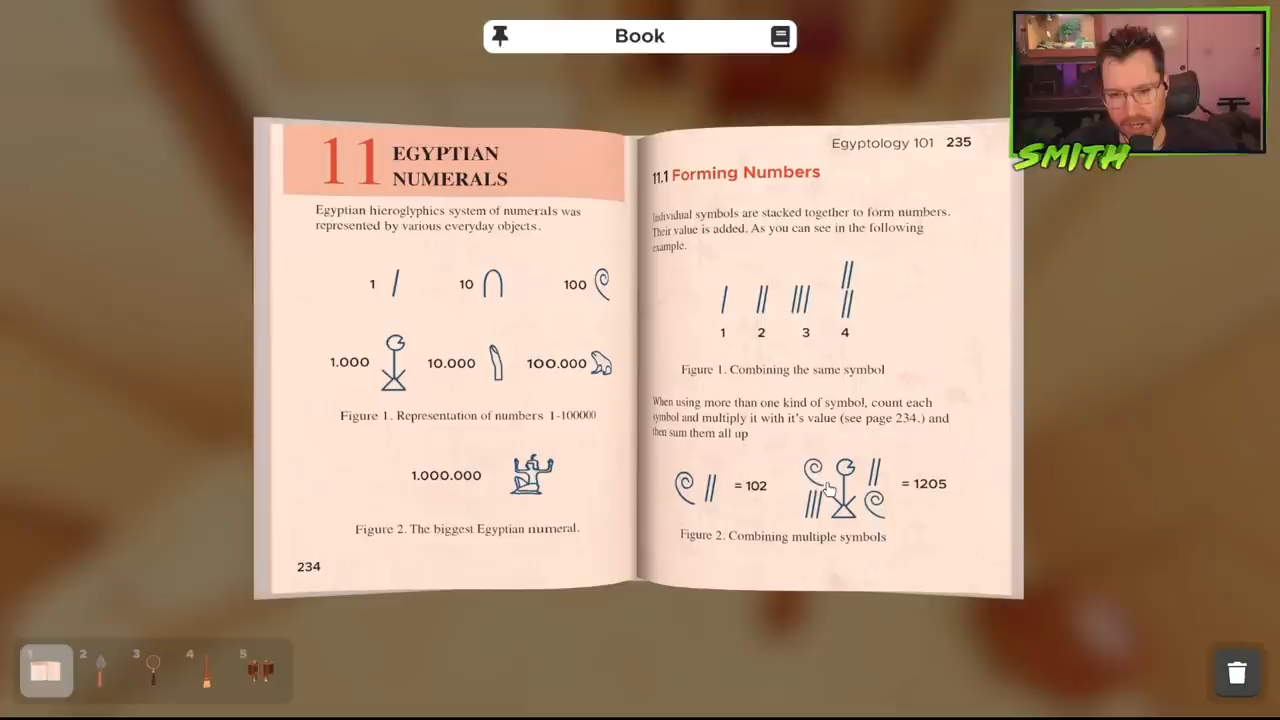 Book
SMITH
11
EGYPTIAN
NUMERALS
Egyptian hieroglyphics system of numerals was
represented by various everyday objects.
1
10
100
1.000
10.000
100.000
Figure 1. Representation of numbers 1-100000
1.000.000
Figure 2. The biggest Egyptian numeral.
234
Egyptology 101 235
11.1 Forming Numbers
Individual symbols are stacked together to form numbers.
Their value is added. As you can see in the following
example.
1
2
3
4
Figure 1. Combining the same symbol
When using more than one kind of symbol, count each
symbol and multiply it with it's value (see page 234.) and
then sum them all up
= 102
= 1205
Figure 2. Combining multiple symbols
1
2
3
4
5